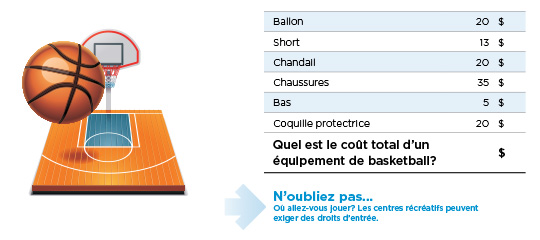 Ballon 20 $
Short 13 $
Chandail 20 $
Chaussures 35 $
Bas 5 $
Coquille protectrice 20 $
Quel est le coût total d'un
équipement de basketball? $
N'oubliez pas...
Où allez-vous jouer? Les centres récréatifs peuvent
exiger des droits d'entrée.